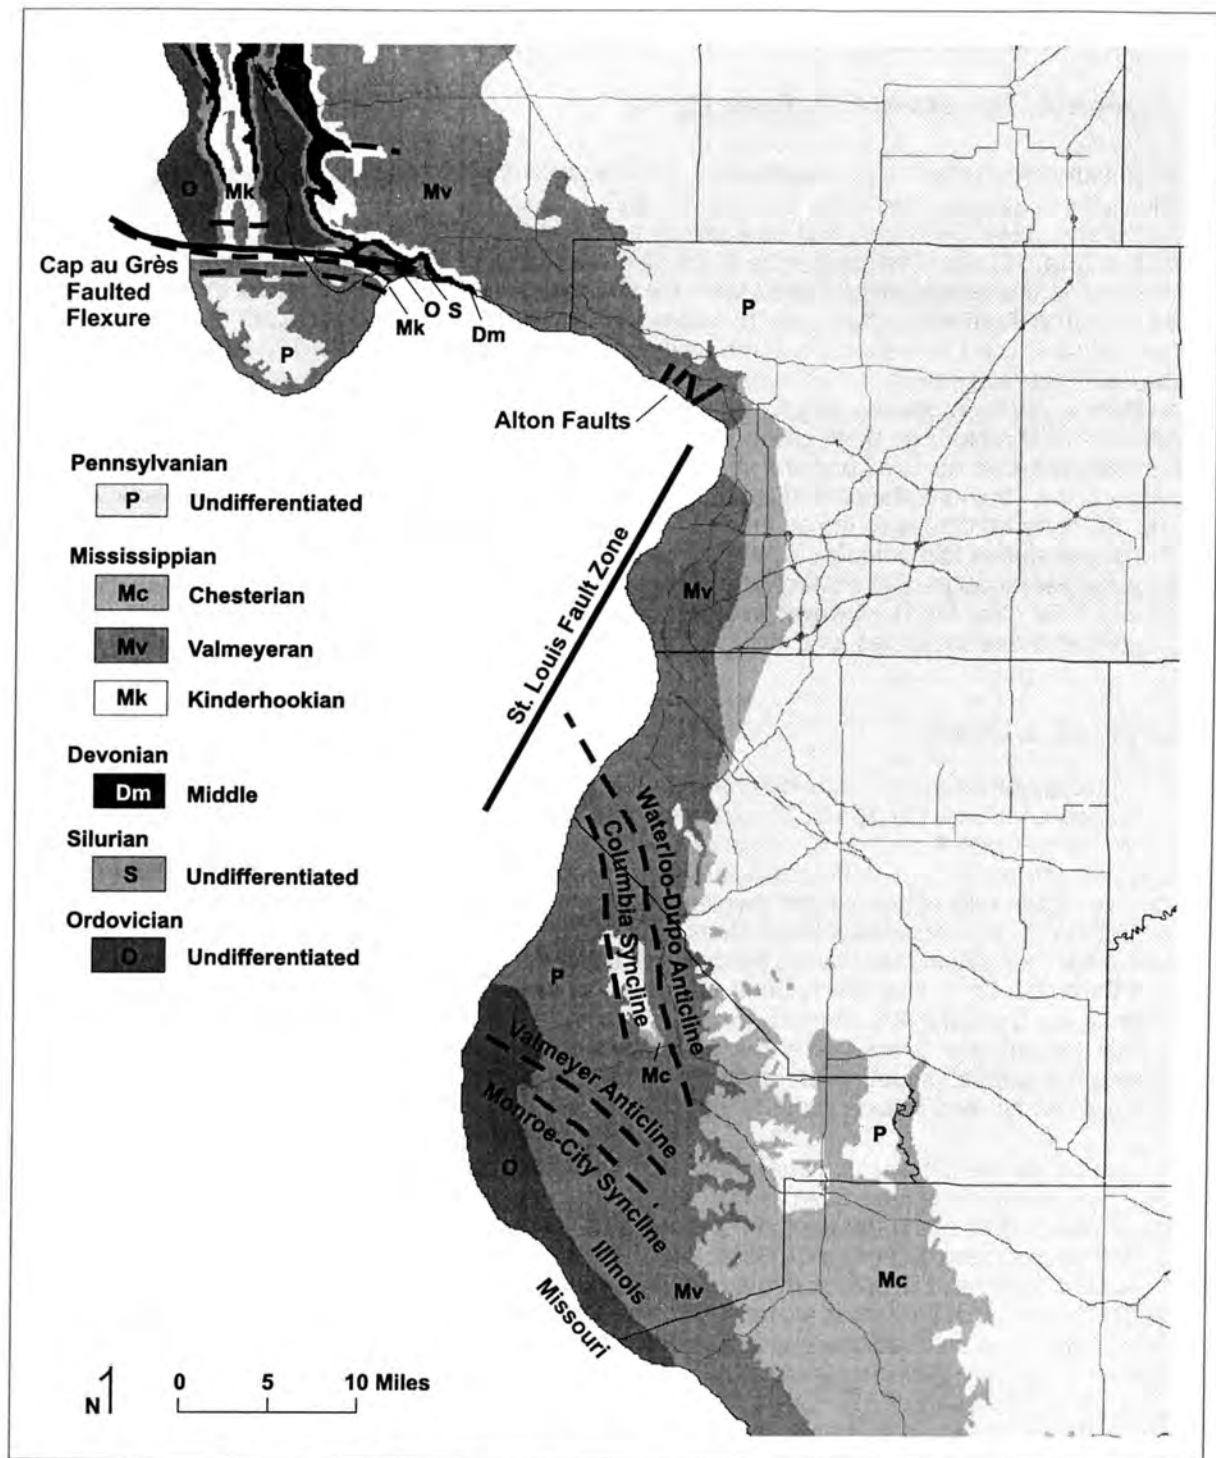 O
Mk
Mv
Cap au Grès
Faulted
Flexure
O S
Mk
Dm
P
P
Alton Faults
Pennsylvanian
P Undifferentiated
Mississippian
Mc Chesterian
Mv Valmeyeran
Mk Kinderhookian
Devonian
Dm Middle
Silurian
S Undifferentiated
Ordovician
O Undifferentiated
St. Louis Fault Zone
Mv
Waterloo-Dupo Anticline
Columbia Syncline
P
Mc
Valmeyer Anticline
Monroe-City Syncline
P
O
Illinois
Missouri
Mv
Mc
N
0 5 10 Miles